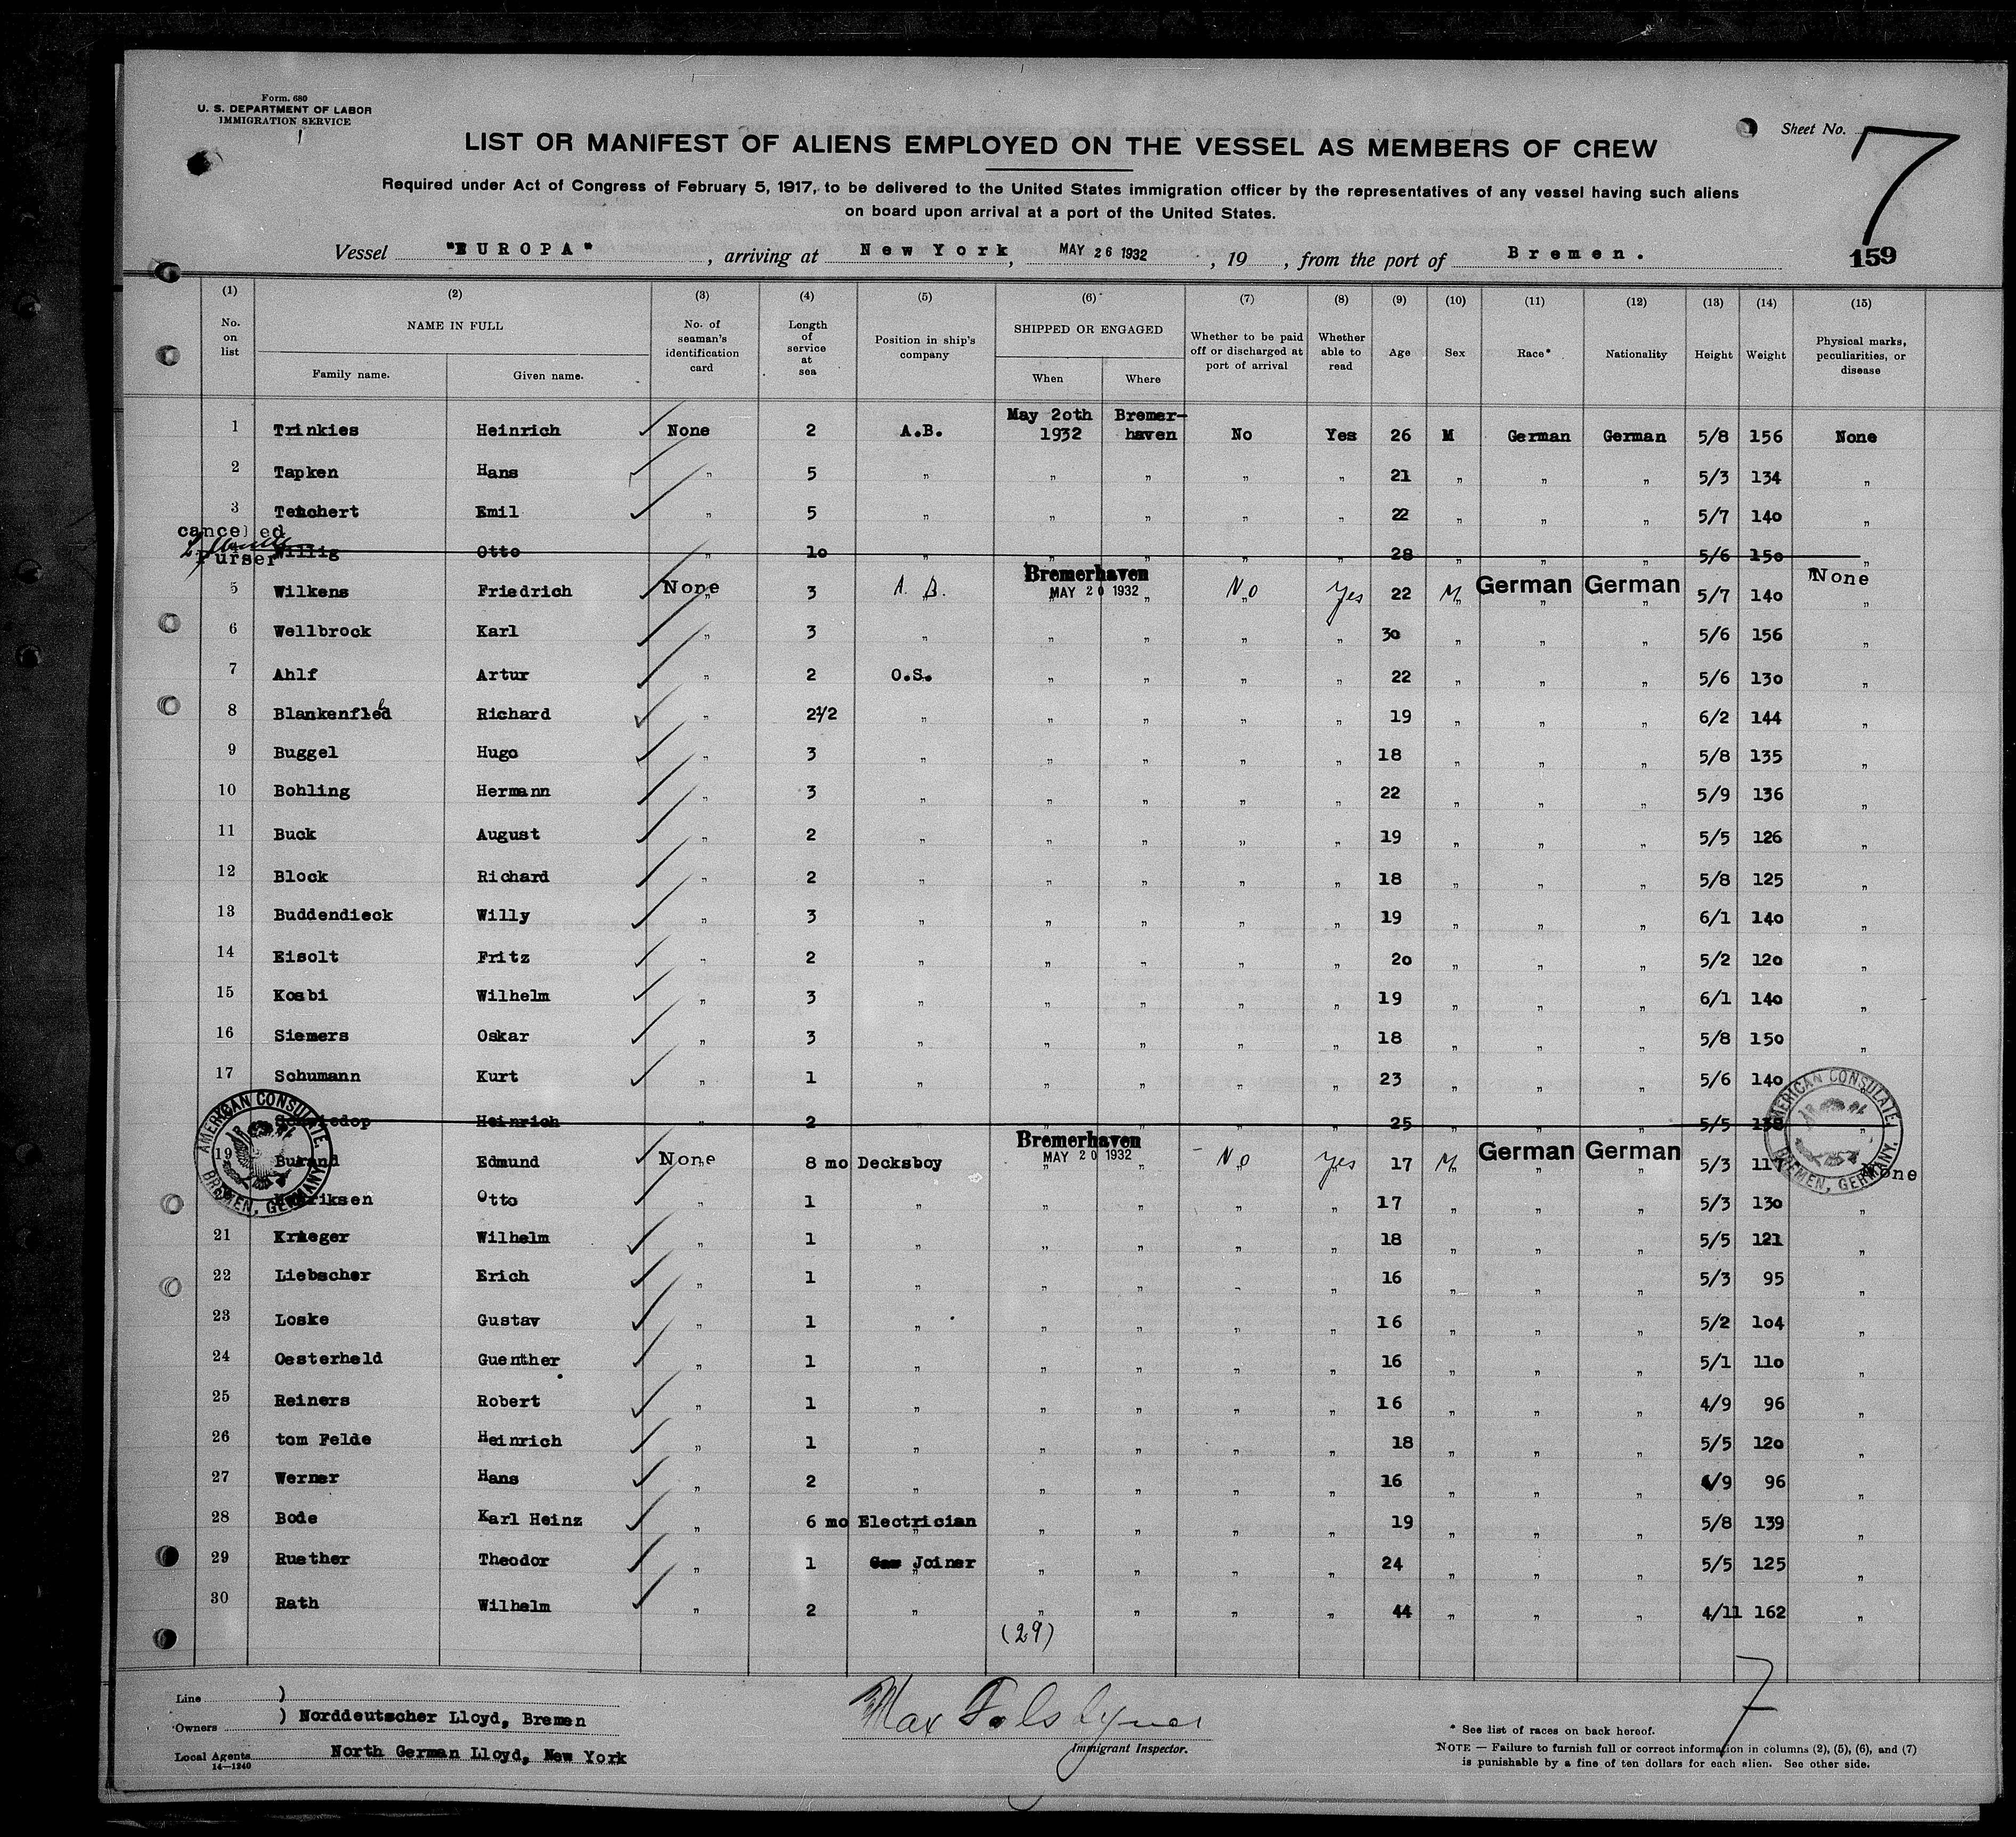 Form. 680
U. S. DEPARTMENT OF LABOR
IMMIGRATION SERVICE
LIST OR MANIFEST OF ALIENS EMPLOYED ON THE VESSEL AS MEMBERS OF CREW
Sheet No. 7
Required under Act of Congress of February 5, 1917, to be delivered to the United States immigration officer by the representatives of any vessel having such aliens
on board upon arrival at a port of the United States.
Vessel "EUROPA", arriving at New York, MAY 26 1932, 19 , from the port of Bremen.
159
(1) (2) (3) (4) (5) (6) (7) (8) (9) (10) (11) (12) (13) (14) (15)
No. on list NAME IN FULL Family name. Given name. No. of seaman's identification card Length of service at sea Position in ship's company SHIPPED OR ENGAGED When Where Whether to be paid off or discharged at port of arrival Whether able to read Age Sex Race* Nationality Height Weight Physical marks, peculiarities, or disease
1 Trinkies Heinrich None 2 A.B. May 20th 1932 Bremer-haven No Yes 26 M German German 5/8 156 None
2 Tapken Hans " 5 " " " " " 21 " " " 5/3 134 "
3 Teuchert Emil " 5 " " " " " 22 " " " 5/7 140 "
canceled
Purser
Willig Otto " 10 " " " " " 28 " " " 5/6 150 "
5 Wilkens Friedrich None 3 A.B. Bremerhaven MAY 20 1932 No Yes 22 M German German 5/7 140 None
6 Wellbrock Karl " 3 " " " " " 30 " " " 5/6 156 "
7 Ahlf Artur " 2 O.S. " " " " 22 " " " 5/6 130 "
8 Blankenfled Richard " 2½ " " " " " 19 " " " 6/2 144 "
9 Buggel Hugo " 3 " " " " " 18 " " " 5/8 135 "
10 Bohling Hermann " 3 " " " " " 22 " " " 5/9 136 "
11 Buck August " 2 " " " " " 19 " " " 5/5 126 "
12 Block Richard " 2 " " " " " 18 " " " 5/8 125 "
13 Buddendieck Willy " 3 " " " " " 19 " " " 6/1 140 "
14 Eisolt Fritz " 2 " " " " " 20 " " " 5/2 120 "
15 Kosbi Wilhelm " 3 " " " " " 19 " " " 6/1 140 "
16 Siemers Oskar " 3 " " " " " 18 " " " 5/8 150 "
17 Schumann Kurt " 1 " " " " " 23 " " " 5/6 140 "
Heinrich " 2 " " " " " 25 " " " 5/5 138 "
19 Burand Edmund None 8 mo Decksboy Bremerhaven MAY 20 1932 No Yes 17 M German German 5/3 117 None
Otto " 1 " " " " " 17 " " " 5/3 130 "
21 Krueger Wilhelm " 1 " " " " " 18 " " " 5/5 121 "
22 Liebscher Erich " 1 " " " " " 16 " " " 5/3 95 "
23 Loske Gustav " 1 " " " " " 16 " " " 5/2 104 "
24 Oesterheld Guenther " 1 " " " " " 16 " " " 5/1 110 "
25 Reiners Robert " 1 " " " " " 16 " " " 4/9 96 "
26 tom Felde Heinrich " 1 " " " " " 18 " " " 5/5 120 "
27 Werner Hans " 2 " " " " " 16 " " " 4/9 96 "
28 Bode Karl Heinz " 6 mo Electrician " " " " 19 " " " 5/8 139 "
29 Ruether Theodor " 1 Joiner " " " " 24 " " " 5/5 125 "
30 Rath Wilhelm " 2 " " " " " 44 " " " 4/11 162 "
(29)
AMERICAN CONSULATE, BREMEN, GERMANY.
AMERICAN CONSULATE, BREMEN, GERMANY.
Line )
Owners ) Norddeutscher Lloyd, Bremen
Local Agents North German Lloyd, New York
14—1240
Max
Immigrant Inspector.
7
* See list of races on back hereof.
NOTE — Failure to furnish full or correct information in columns (2), (5), (6), and (7)
is punishable by a fine of ten dollars for each alien. See other side.